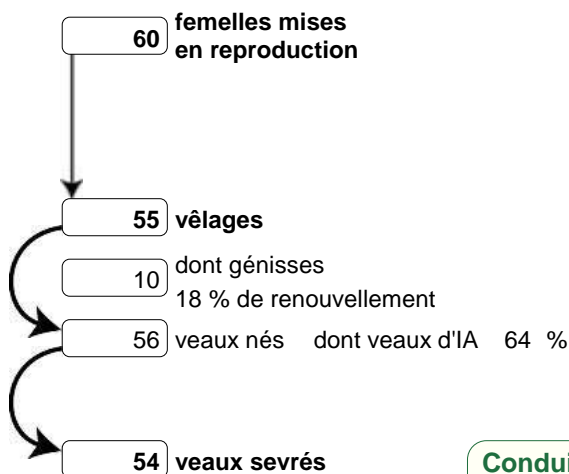 60 femelles mises
en reproduction
55 vêlages
10 dont génisses
18 % de renouvellement
56 veaux nés dont veaux d'IA 64 %
54 veaux sevrés
Condui